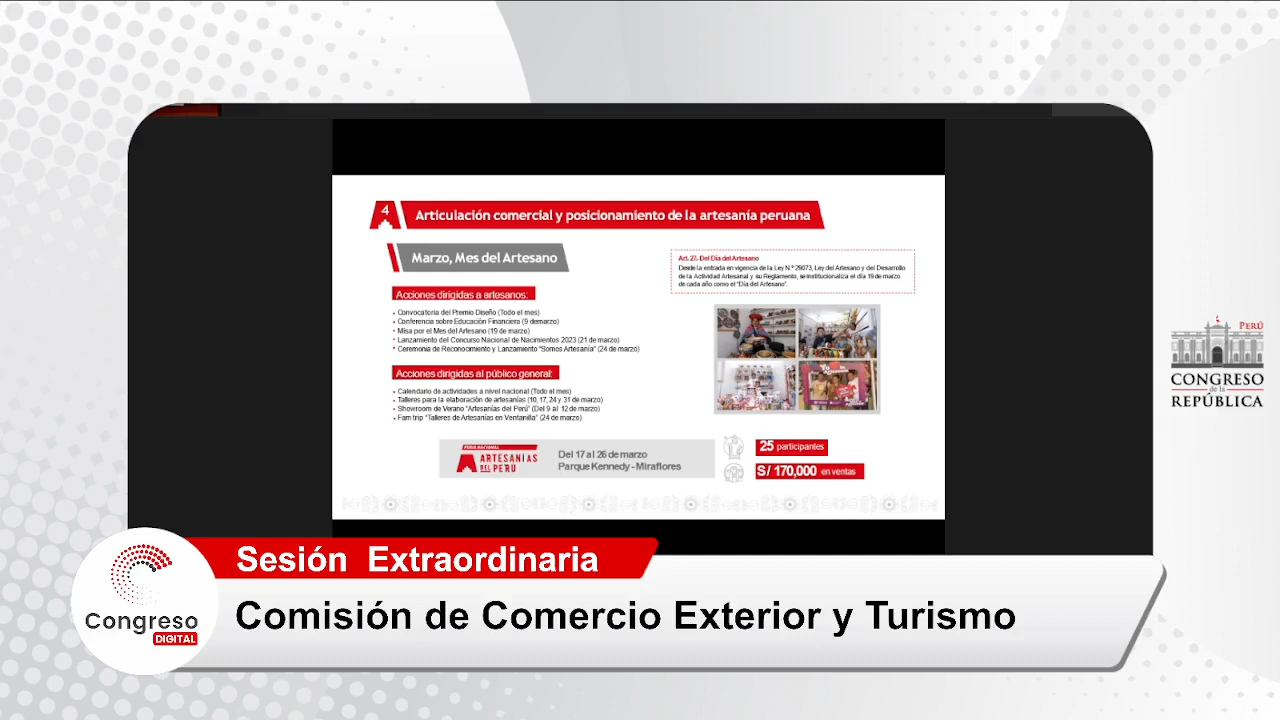 4
Articulación comercial y posicionamiento de la artesanía peruana
Marzo, Mes del Artesano
Art. 27.- Del Día del Artesano
Desde la entrada en vigencia de la Ley N.° 29073, Ley del Artesano y del Desarrollo
de la Actividad Artesanal y su Reglamento, se institucionaliza el día 19 de marzo
de cada año como el "Día del Artesano".
Acciones dirigidas a artesanos:
• Convocatoria del Premio Diseño (Todo el mes)
• Conferencia sobre Educación Financiera (9 de marzo)
• Misa por el Mes del Artesano (19 de marzo)
• Lanzamiento del Concurso Nacional de Nacimientos 2023 (21 de marzo)
• Ceremonia de Reconocimiento y Lanzamiento "Somos Artesanía" (24 de marzo)
Acciones dirigidas al público general:
• Calendario de actividades a nivel nacional (Todo el mes)
• Talleres para la elaboración de artesanías (10, 17, 24 y 31 de marzo)
• Showroom de Verano "Artesanías del Perú" (Del 9 al 12 de marzo)
• Fam trip "Talleres de Artesanías en Ventanilla" (24 de marzo)
FERIA NACIONAL
ARTESANÍAS
DEL PERÚ
Del 17 al 26 de marzo
Parque Kennedy - Miraflores
25 participantes
S/ 170,000 en ventas
PERÚ
CONGRESO
de la
REPÚBLICA
Sesión Extraordinaria
Comisión de Comercio Exterior y Turismo
Congreso
DIGITAL